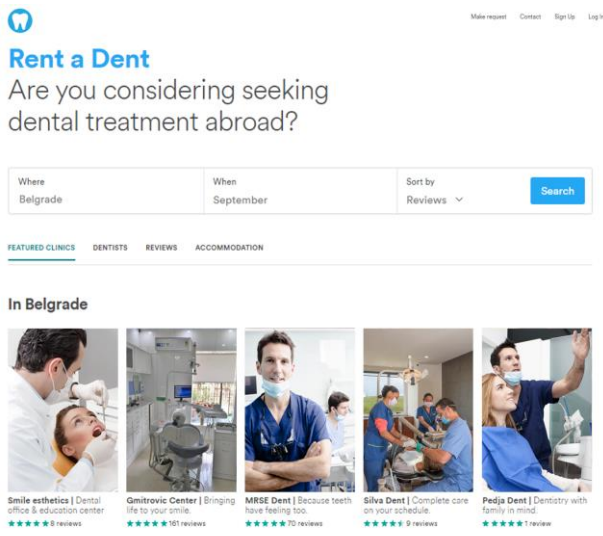 Make request Contact Sign Up Log In
Rent a Dent
Are you considering seeking
dental treatment abroad?
Where When Sort by
Belgrade September Reviews
Search
FEATURED CLINICS DENTISTS REVIEWS ACCOMMODATION
In Belgrade
Smile esthetics | Dental
office & education center
8 reviews
Gmitrovic Center | Bringing
life to your smile.
161 reviews
MRSE Dent | Because teeth
have feeling too.
70 reviews
Silva Dent | Complete care
on your schedule.
9 reviews
Pedja Dent | Dentistry with
family in mind.
1 review